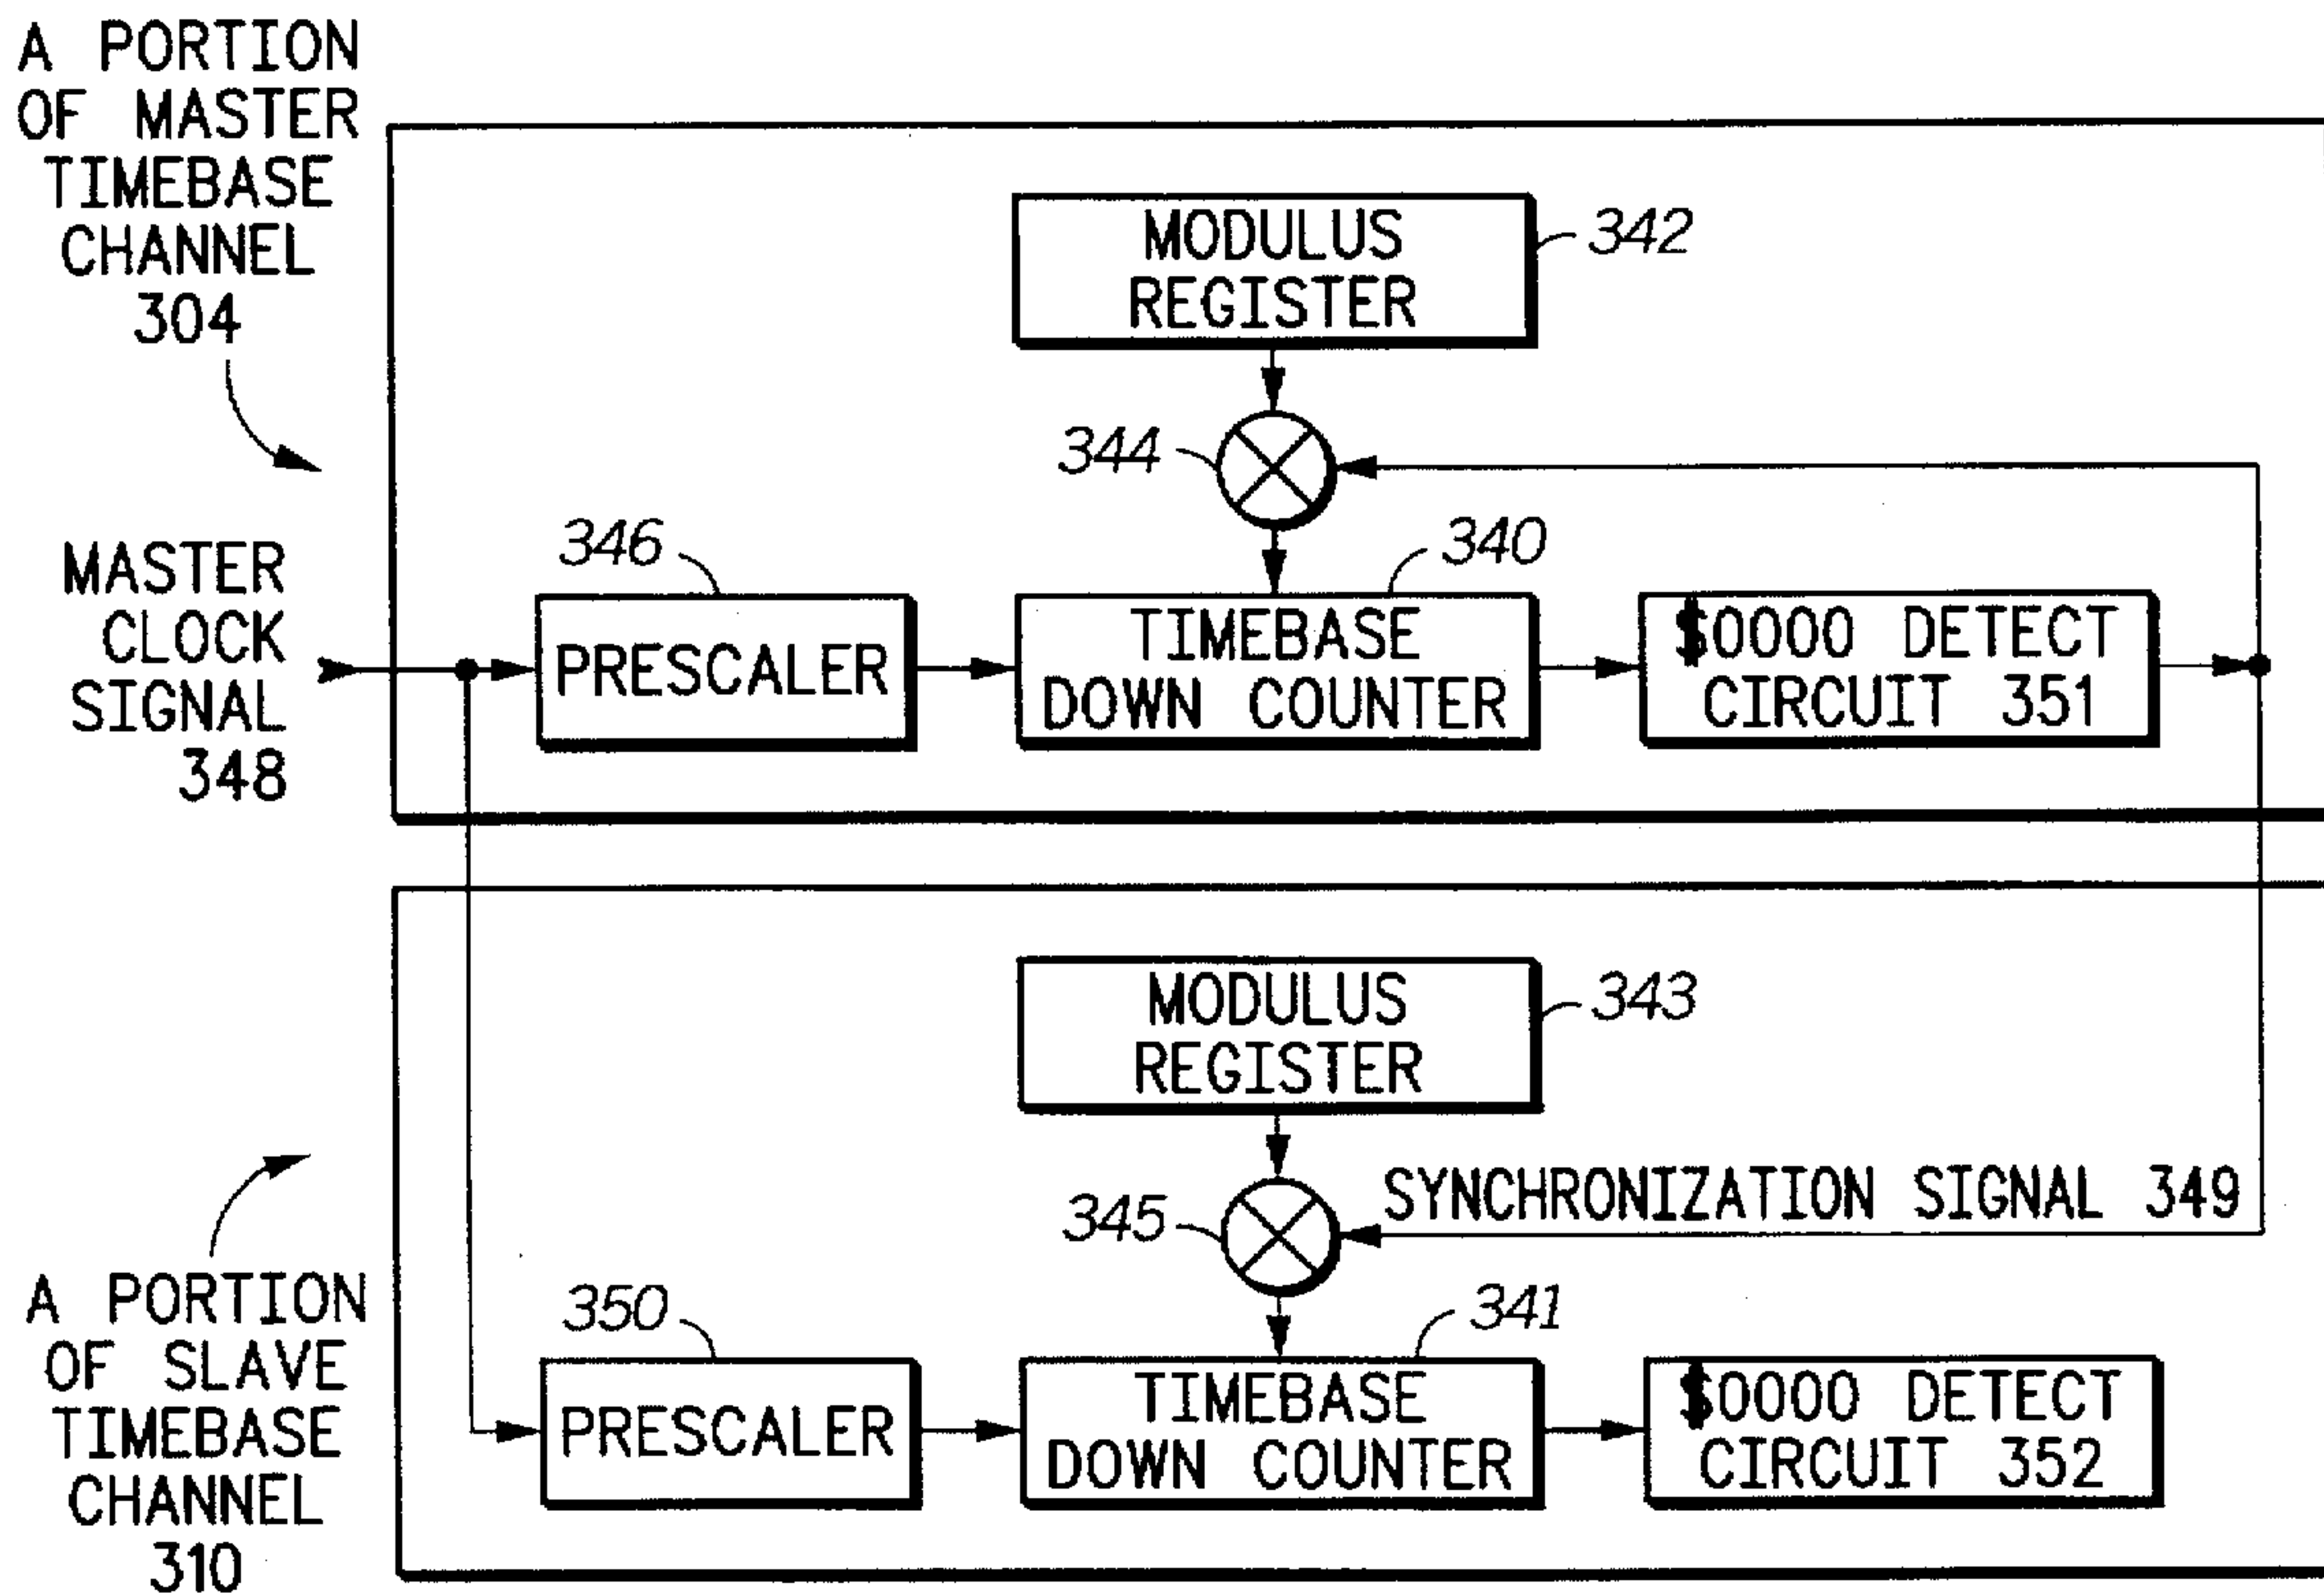 A PORTION
OF MASTER
TIMEBASE
CHANNEL
304
MODULUS
REGISTER
342
344
346
340
MASTER
CLOCK
SIGNAL
348
PRESCALER
TIMEBASE
DOWN COUNTER
$0000 DETECT
CIRCUIT 351
MODULUS
REGISTER
343
345
SYNCHRONIZATION SIGNAL 349
350
341
A PORTION
OF SLAVE
TIMEBASE
CHANNEL
310
PRESCALER
TIMEBASE
DOWN COUNTER
$0000 DETECT
CIRCUIT 352